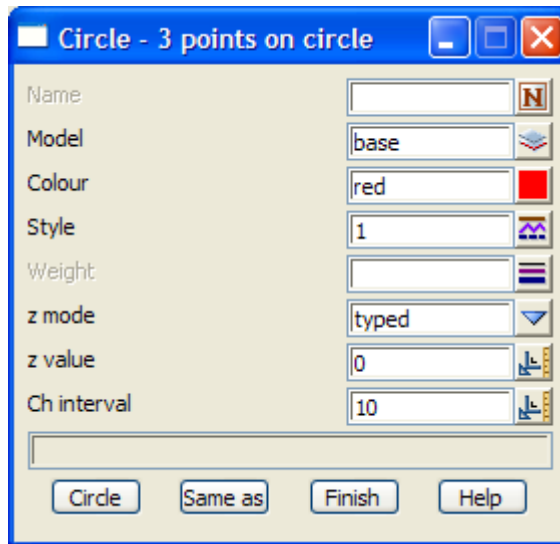 Circle - 3 points on circle
Name N
Model base
Colour red
Style 1
Weight
z mode typed
z value 0
Ch interval 10
Circle Same as Finish Help